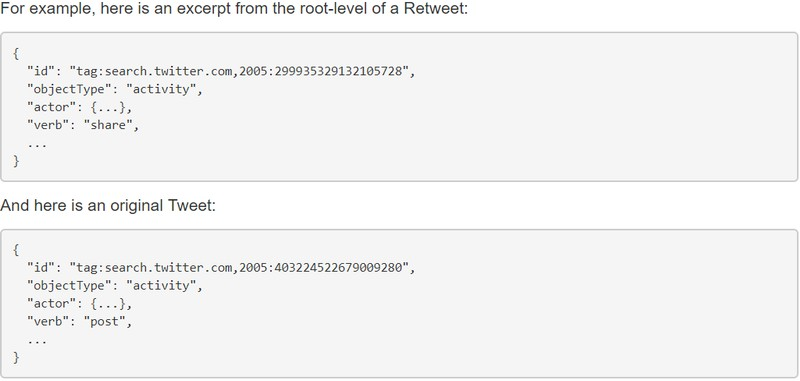 For example, here is an excerpt from the root-level of a Retweet:
{
"id": "tag:search.twitter.com,2005:299935329132105728",
"objectType": "activity",
"actor": {...},
"verb": "share",
...
}
And here is an original Tweet:
{
"id": "tag:search.twitter.com,2005:403224522679009280",
"objectType": "activity",
"actor": {...},
"verb": "post",
...
}